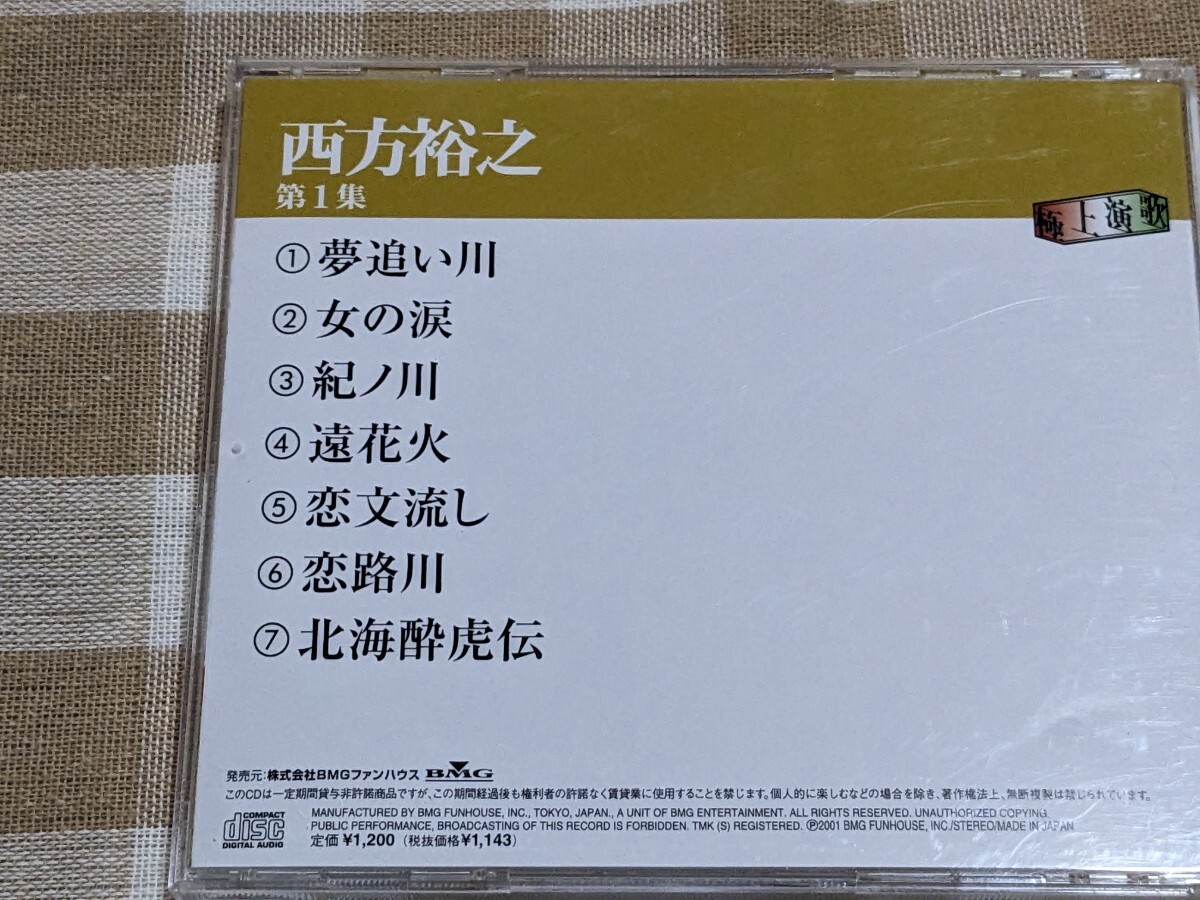 西方裕之
第1集
極上演歌
①夢追い川
②女の涙
③紀ノ川
④遠花火
⑤恋文流し
⑥恋路川
⑦北海酔虎伝
発売元:株式会社BMGファンハウス BMG
このCDは一定期間貸与非許諾商品ですが、この期間経過後も権利者の許諾なく賃貸業に使用することを禁じます。個人的に楽しむなどの場合を除き、著作権法上、無断複製は禁じられています。
COMPACT disc DIGITAL AUDIO
MANUFACTURED BY BMG FUNHOUSE, INC., TOKYO, JAPAN., A UNIT OF BMG ENTERTAINMENT. ALL RIGHTS RESERVED. UNAUTHORIZED COPYING.
PUBLIC PERFORMANCE, BROADCASTING OF THIS RECORD IS FORBIDDEN. TMK (S) REGISTERED. Ⓟ2001 BMG FUNHOUSE, INC./STEREO/MADE IN JAPAN
定価 ¥1,200 (税抜価格¥1,143)